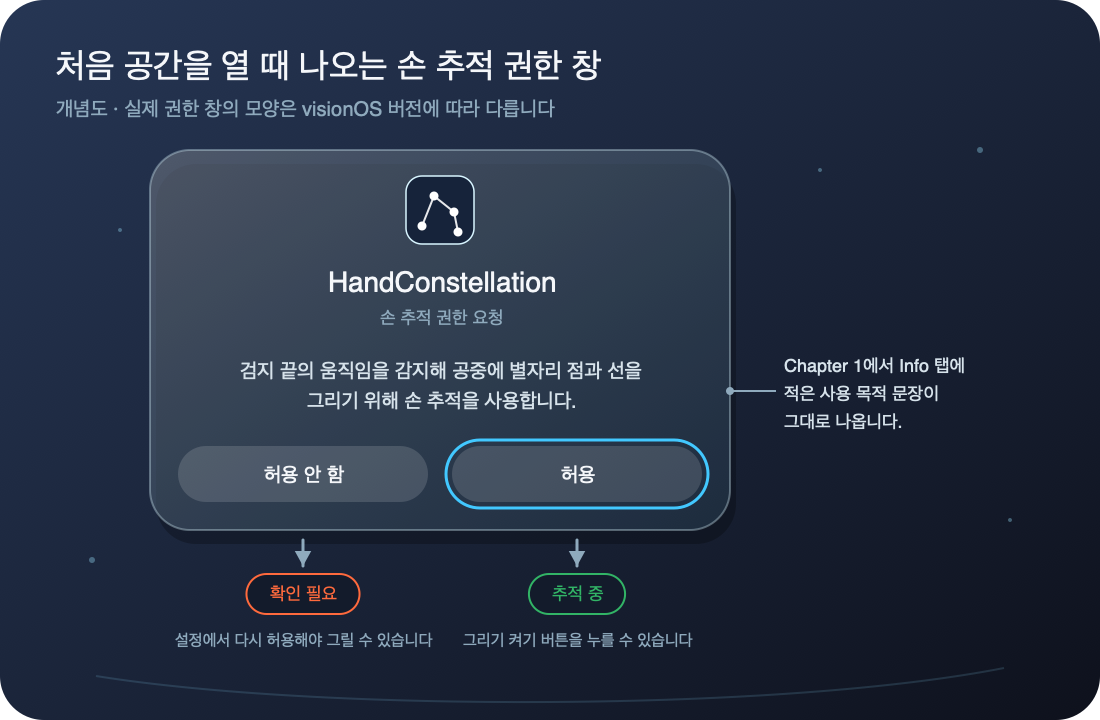 처음 공간을 열 때 나오는 손 추적 권한 창
개념도 · 실제 권한 창의 모양은 visionOS 버전에 따라 다릅니다
HandConstellation
손 추적 권한 요청
검지 끝의 움직임을 감지해 공중에 별자리 점과 선을
그리기 위해 손 추적을 사용합니다.
허용 안 함
허용
Chapter 1에서 Info 탭에
적은 사용 목적 문장이
그대로 나옵니다.
확인 필요
추적 중
설정에서 다시 허용해야 그릴 수 있습니다
그리기 켜기 버튼을 누를 수 있습니다